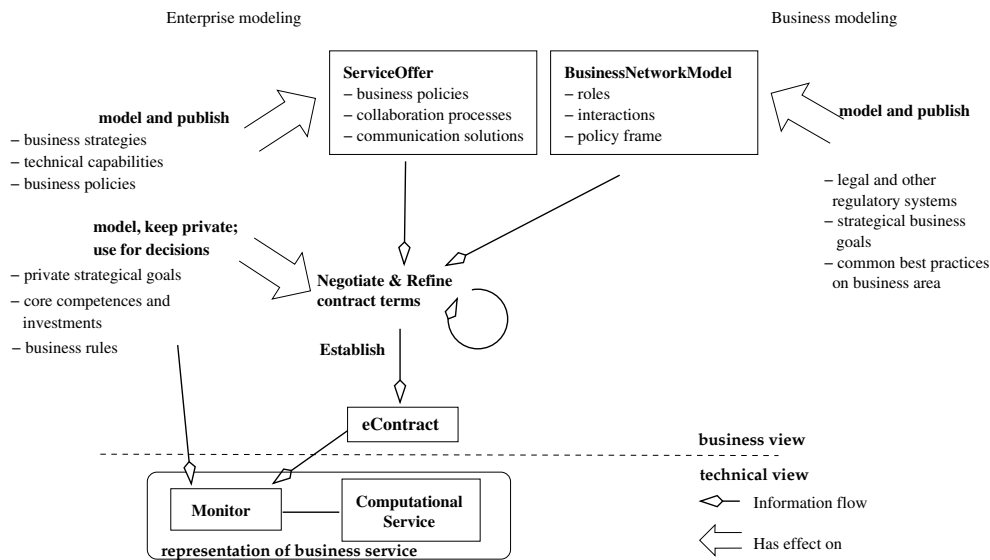 Enterprise modeling
Business modeling
ServiceOffer
– business policies
– collaboration processes
– communication solutions
BusinessNetworkModel
– roles
– interactions
– policy frame
model and publish
– business strategies
– technical capabilities
– business policies
model and publish
– legal and other
regulatory systems
– strategical business
goals
– common best practices
on business area
model, keep private;
use for decisions
– private strategical goals
– core competences and
investments
– business rules
Negotiate & Refine
contract terms
Establish
eContract
business view
technical view
Monitor
Computational
Service
representation of business service
Information flow
Has effect on